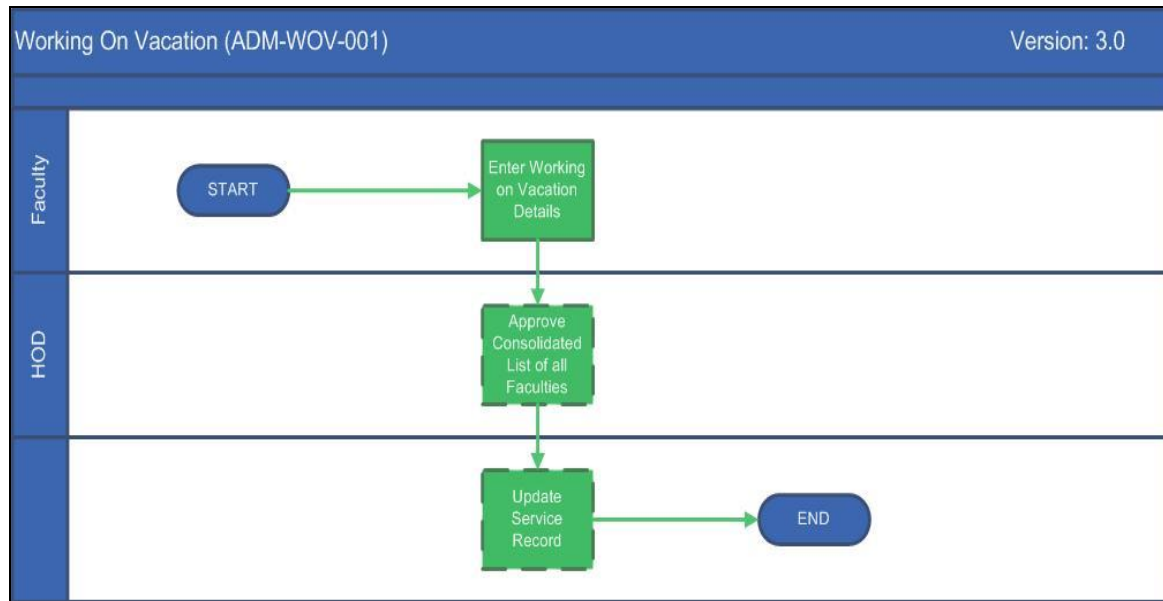 Working On Vacation (ADM-WOV-001)
Version: 3.0
Faculty
START
Enter Working
on Vacation
Details
HOD
Approve
Consolidated
List of all
Faculties
Update
Service
Record
END